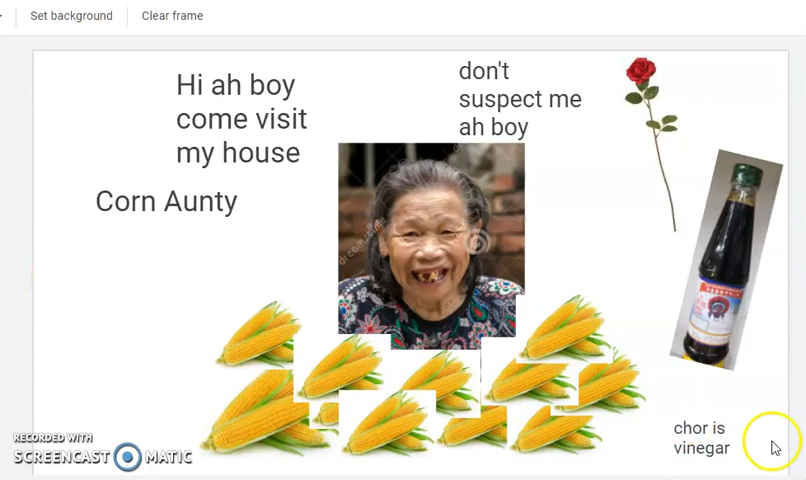 Set background
Clear frame
Hi ah boy
come visit
my house
don't
suspect me
ah boy
Corn Aunty
chor is
vinegar
RECORDED WITH
SCREENCAST MATIC